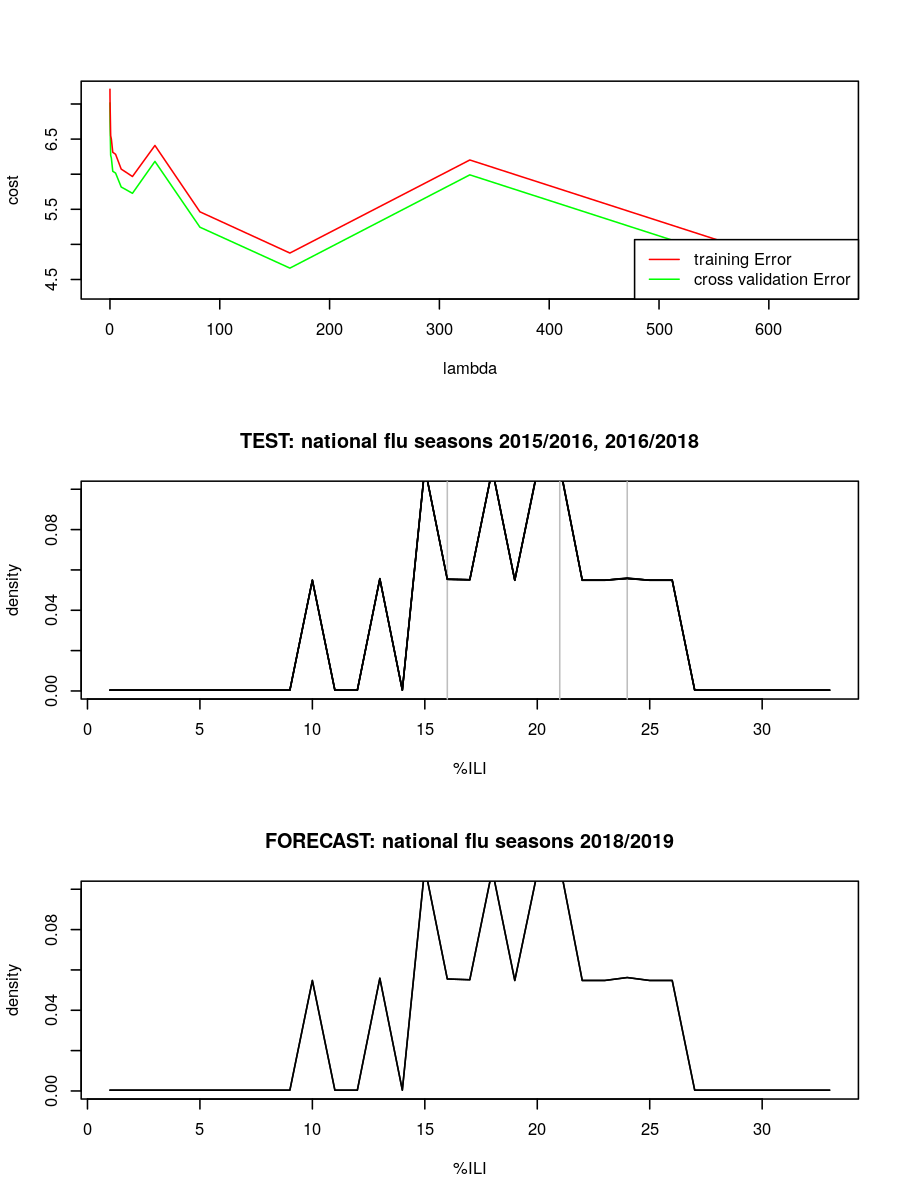 6.5
5.5
4.5
cost
training Error
cross validation Error
0 100 200 300 400 500 600
lambda
TEST: national flu seasons 2015/2016, 2016/2018
0.08
0.04
0.00
density
0 5 10 15 20 25 30
%ILI
FORECAST: national flu seasons 2018/2019
0.08
0.04
0.00
density
0 5 10 15 20 25 30
%ILI